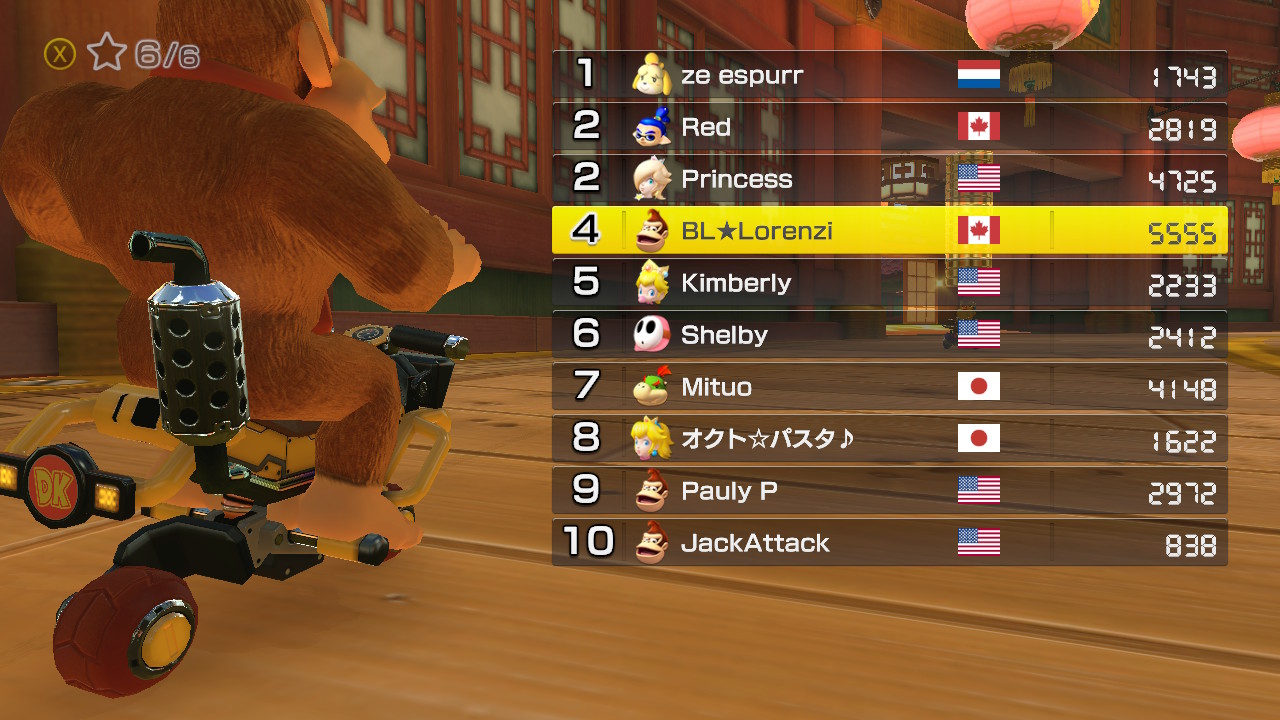 X ☆ 6/6
1 ze espurr 1743
2 Red 2819
2 Princess 4725
4 BL★Lorenzi 5555
5 Kimberly 2233
6 Shelby 2412
7 Mituo 4148
8 オクト☆パスタ♪ 1622
9 Pauly P 2972
10 JackAttack 838
DK